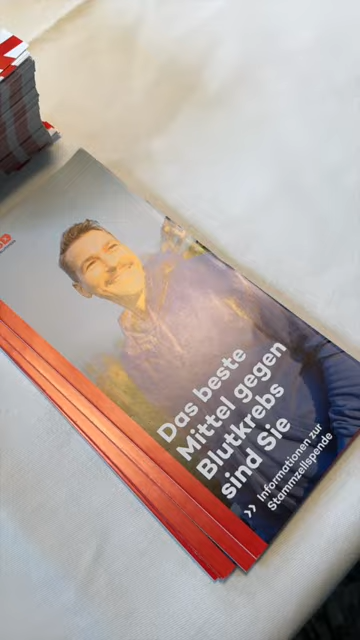 Das beste
Mittel gegen
Blutkrebs
sind Sie
>> Informationen zur
Stammzellspende